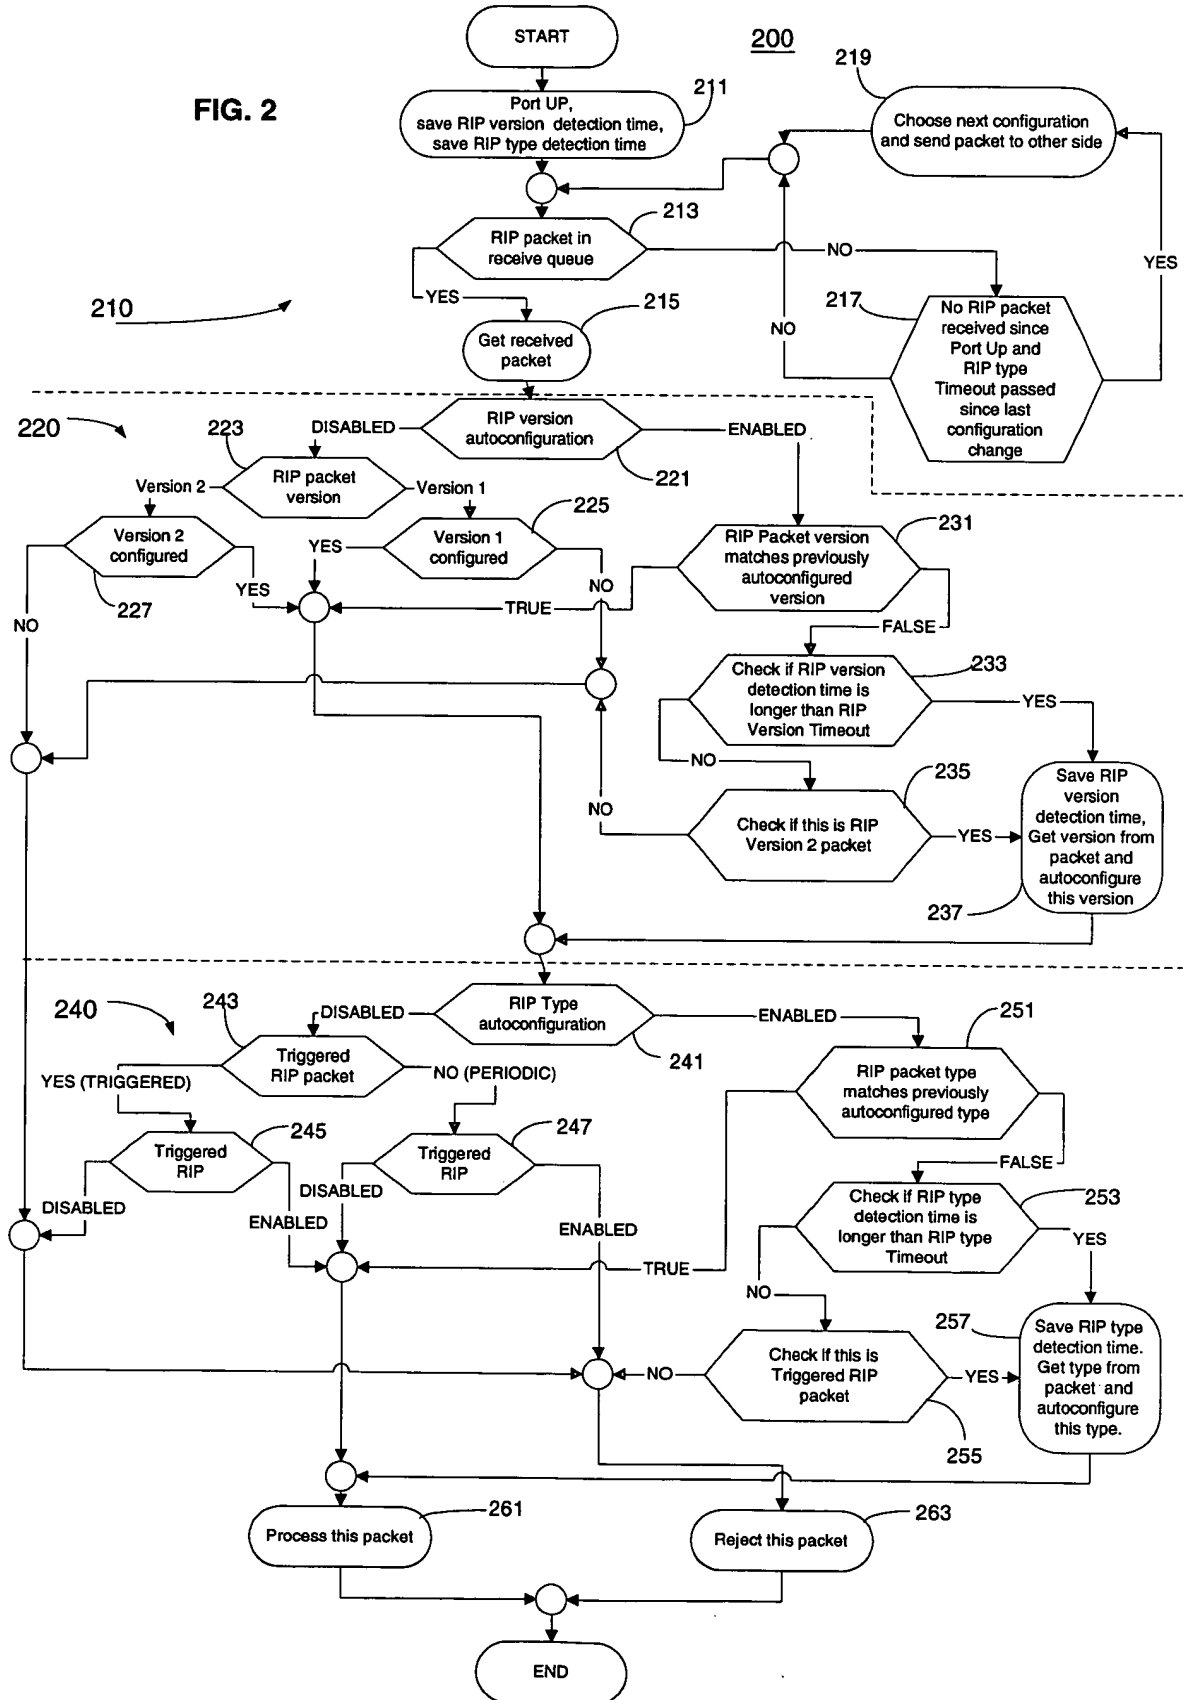 START
200
219
FIG. 2
211
Port UP,
save RIP version detection time,
save RIP type detection time
Choose next configuration
and send packet to other side
213
RIP packet in
receive queue
NO
YES
YES
210
215
217
NO
No RIP packet
received since
Port Up and
RIP type
Timeout passed
since last
configuration
change
Get received
packet
220
223
DISABLED
RIP version
autoconfiguration
ENABLED
221
RIP packet
version
Version 2
Version 1
225
231
Version 2
configured
Version 1
configured
YES
NO
RIP Packet version
matches previously
autoconfigured
version
YES
227
TRUE
NO
FALSE
233
Check if RIP version
detection time is
longer than RIP
Version Timeout
YES
NO
235
NO
Check if this is RIP
Version 2 packet
YES
Save RIP
version
detection time,
Get version from
packet and
autoconfigure
this version
237
240
243
DISABLED
RIP Type
autoconfiguration
ENABLED
241
251
Triggered
RIP packet
YES (TRIGGERED)
NO (PERIODIC)
RIP packet type
matches previously
autoconfigured type
245
247
Triggered
RIP
Triggered
RIP
FALSE
DISABLED
DISABLED
ENABLED
ENABLED
253
Check if RIP type
detection time is
longer than RIP type
Timeout
YES
TRUE
NO
257
Save RIP type
detection time.
Get type from
packet and
autoconfigure
this type.
NO
Check if this is
Triggered RIP
packet
YES
255
261
Process this packet
263
Reject this packet
END